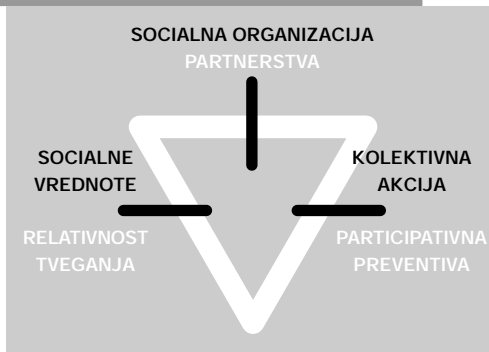 SOCIALNA ORGANIZACIJA
PARTNERSTVA
SOCIALNE
VREDNOTE
RELATIVNOST
TVEGANJA
KOLEKTIVNA
AKCIJA
PARTICIPATIVNA
PREVENTIVA